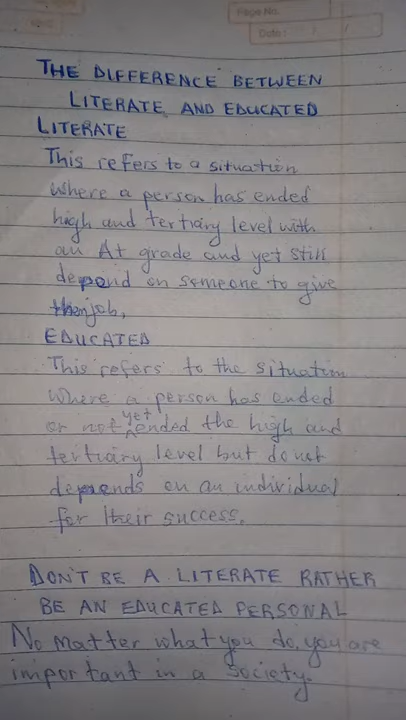 Page No.
Date:
THE DIFFERENCE BETWEEN
LITERATE AND EDUCATED
LITERATE
This refers to a situation
where a person has ended
high and tertiary level with
an At grade and yet still
depend on someone to give
them job,
EDUCATED
This refers to the situation
where a person has ended
or not yet ended the high and
tertiary level but do not
depends on an individual
for their success.
DON'T BE A LITERATE RATHER
BE AN EDUCATED PERSONAL
No matter what you do, you are
important in a society.